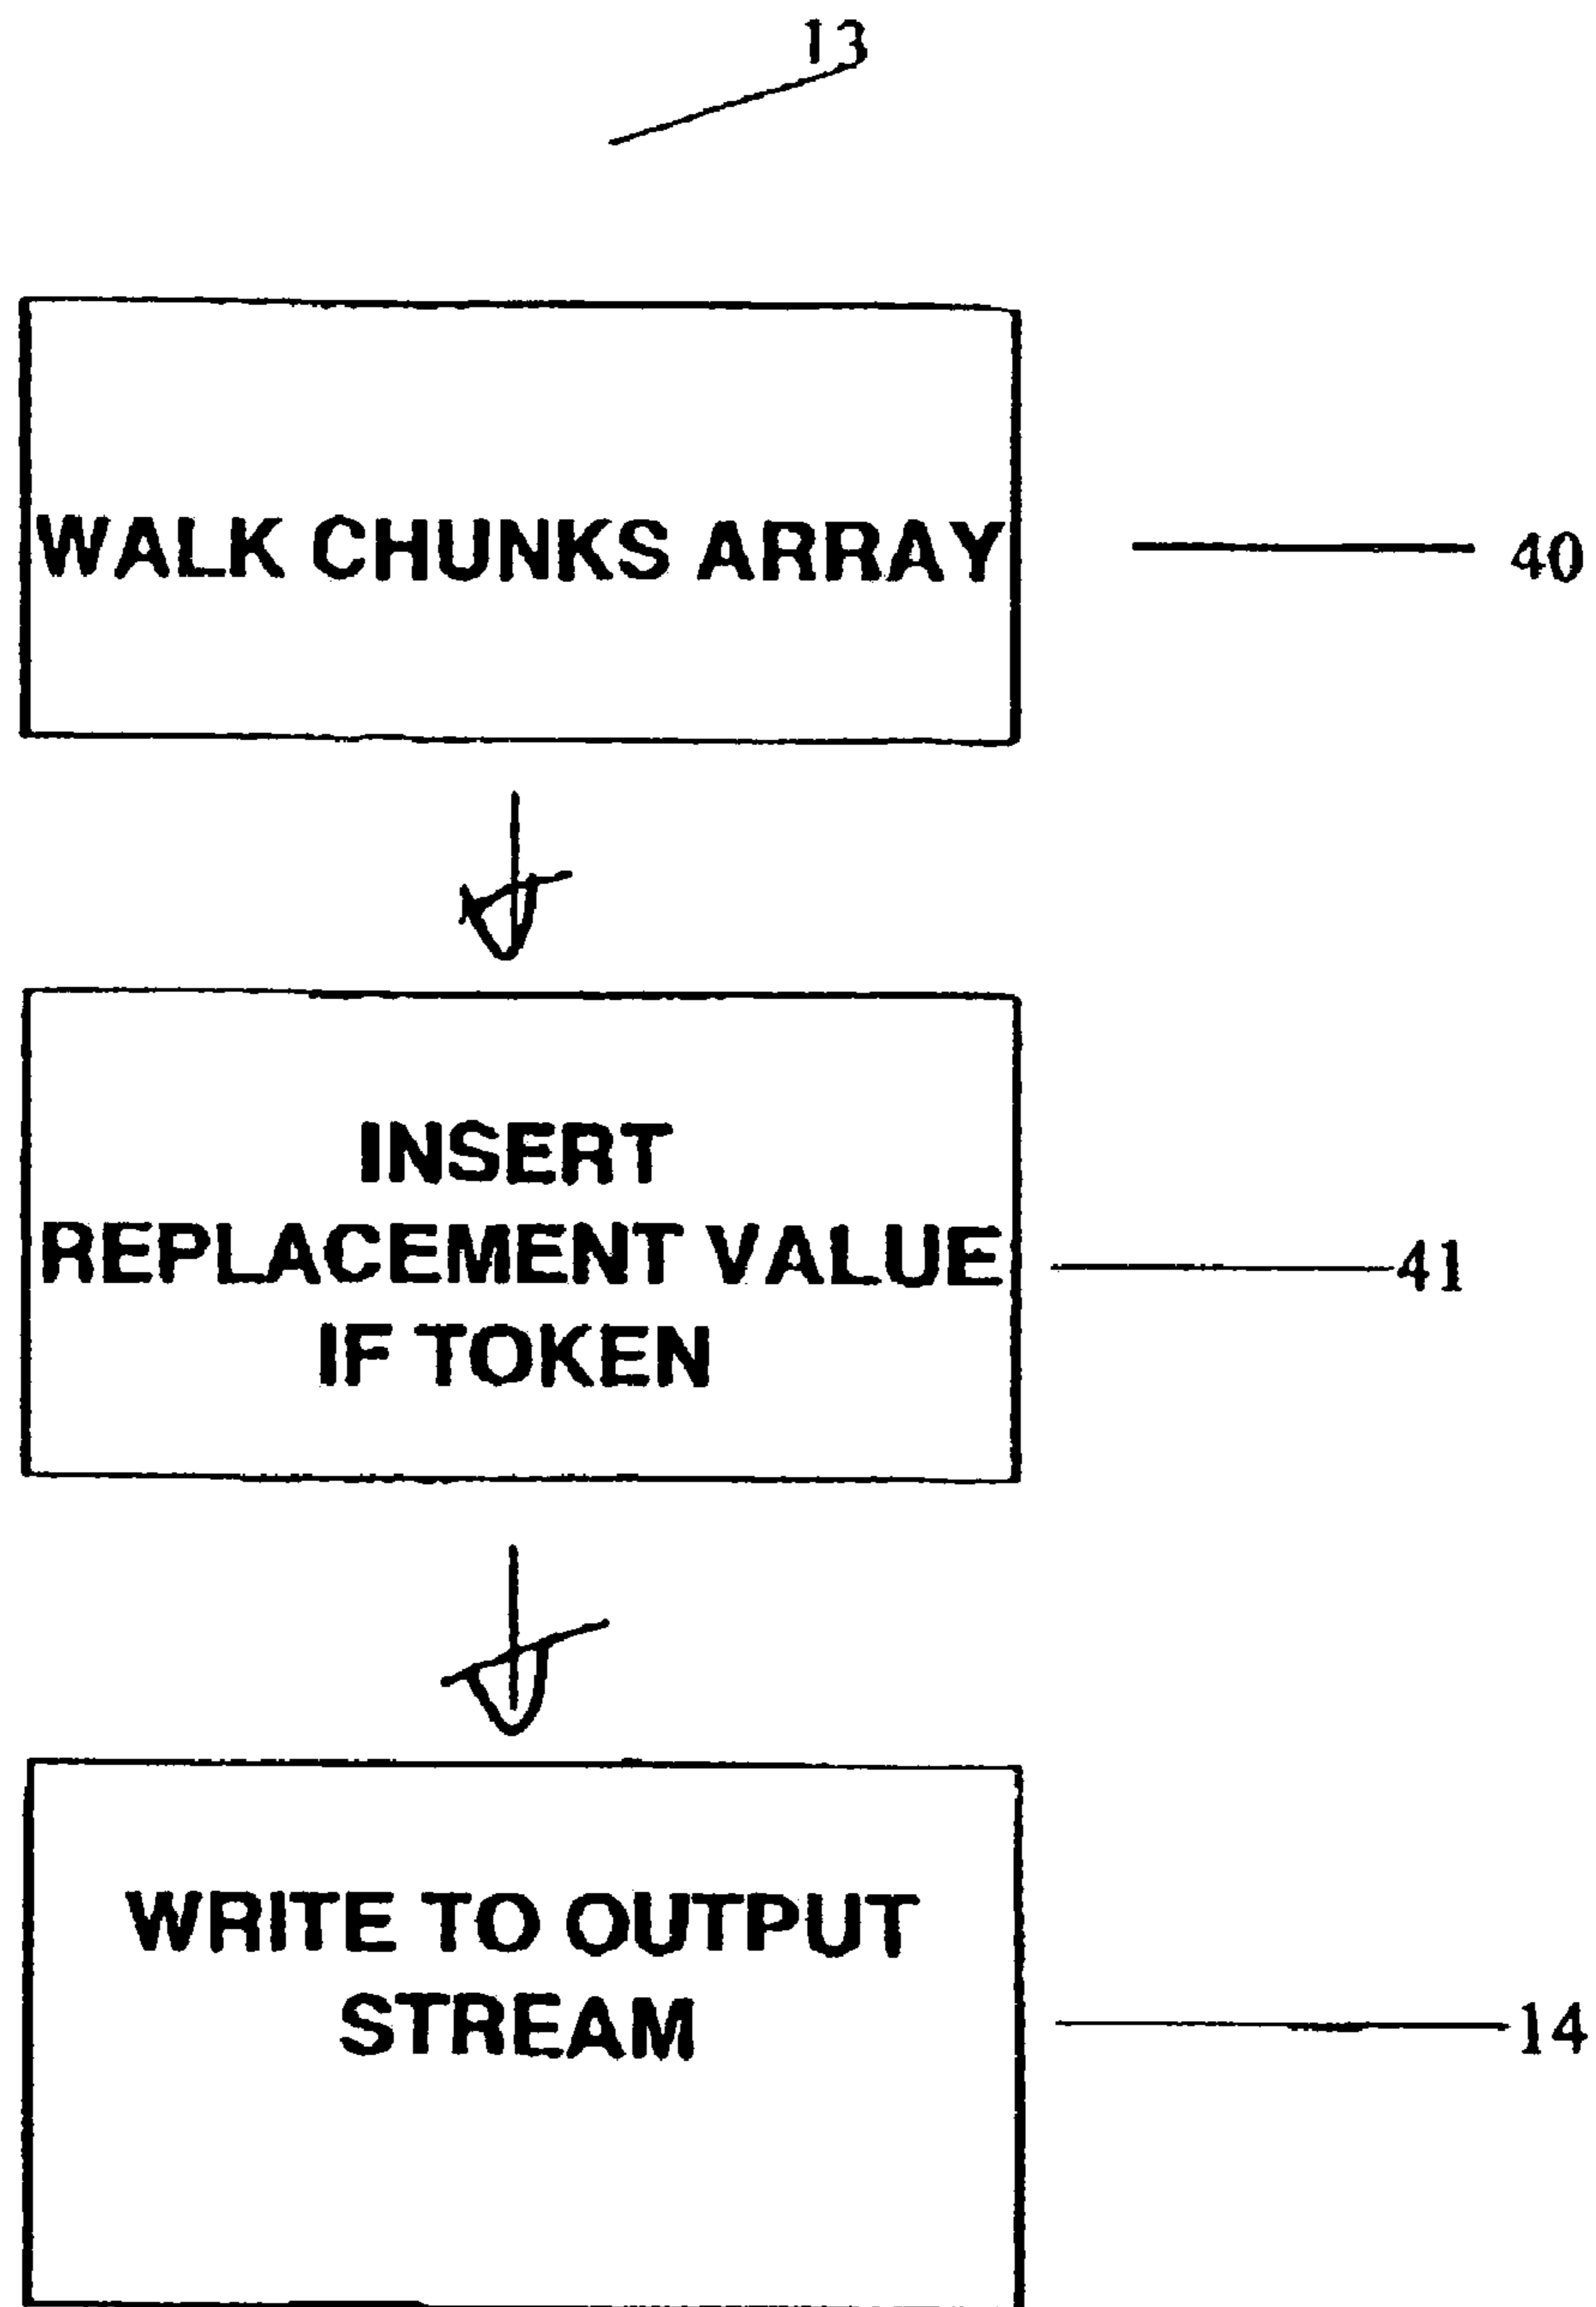 13
WALK CHUNKS ARRAY
40
INSERT
REPLACEMENT VALUE
IF TOKEN
41
WRITE TO OUTPUT
STREAM
14